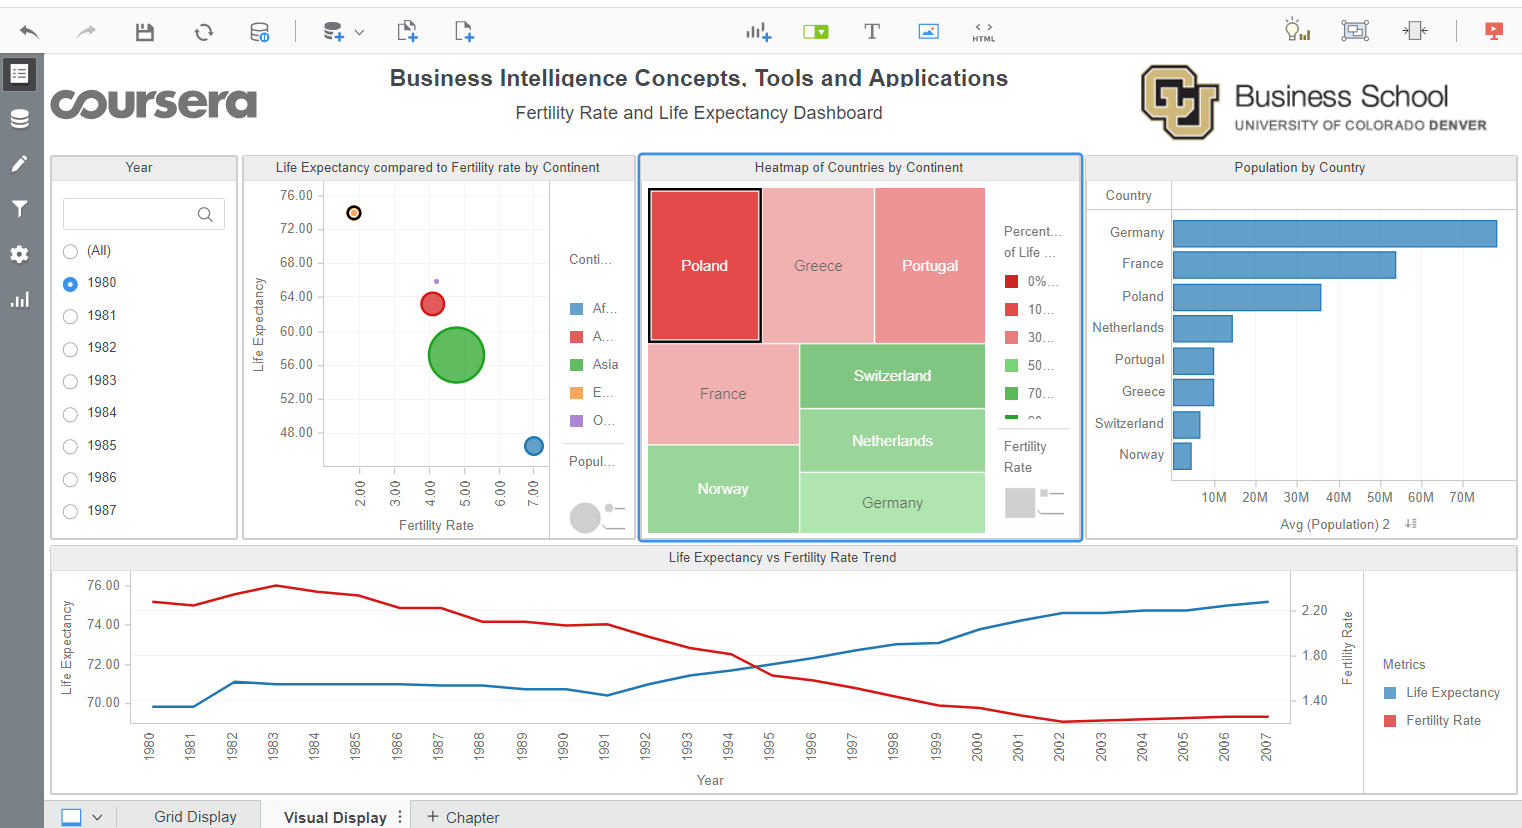 HTML
Business Intelligence Concepts, Tools and Applications
Fertility Rate and Life Expectancy Dashboard
coursera
CU
Business School
UNIVERSITY OF COLORADO DENVER
Year
(All)
1980
1981
1982
1983
1984
1985
1986
1987
Life Expectancy compared to Fertility rate by Continent
Life Expectancy
76.00
72.00
68.00
64.00
60.00
56.00
52.00
48.00
2.00 3.00 4.00 5.00 6.00 7.00
Fertility Rate
Conti...
Af...
A...
Asia
E...
O...
Popul...
Heatmap of Countries by Continent
Poland
Greece
Portugal
France
Switzerland
Netherlands
Norway
Germany
Percent...
of Life ...
0%...
10...
30...
50...
70...
Fertility
Rate
Population by Country
Country
Germany
France
Poland
Netherlands
Portugal
Greece
Switzerland
Norway
10M 20M 30M 40M 50M 60M 70M
Avg (Population) 2
Life Expectancy vs Fertility Rate Trend
Life Expectancy
76.00
74.00
72.00
70.00
2.20
1.80
1.40
Fertility Rate
1980 1981 1982 1983 1984 1985 1986 1987 1988 1989 1990 1991 1992 1993 1994 1995 1996 1997 1998 1999 2000 2001 2002 2003 2004 2005 2006 2007
Year
Metrics
Life Expectancy
Fertility Rate
Grid Display
Visual Display
+ Chapter